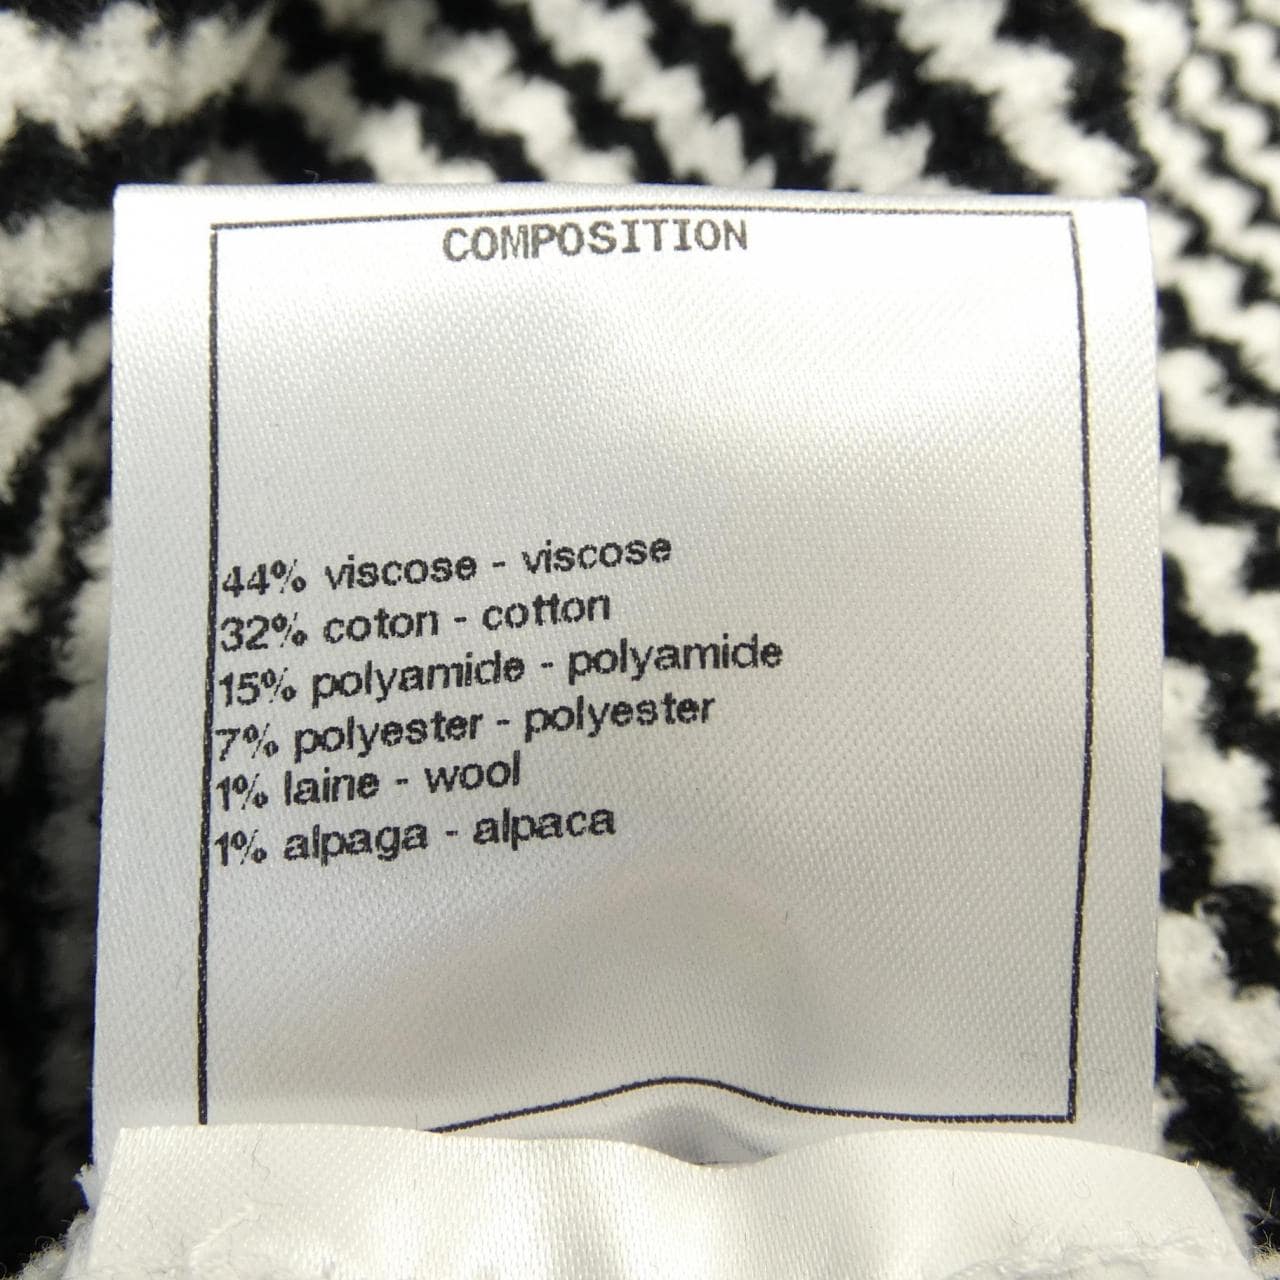 COMPOSITION
44% viscose - viscose
32% coton - cotton
15% polyamide - polyamide
7% polyester - polyester
1% laine - wool
1% alpaga - alpaca